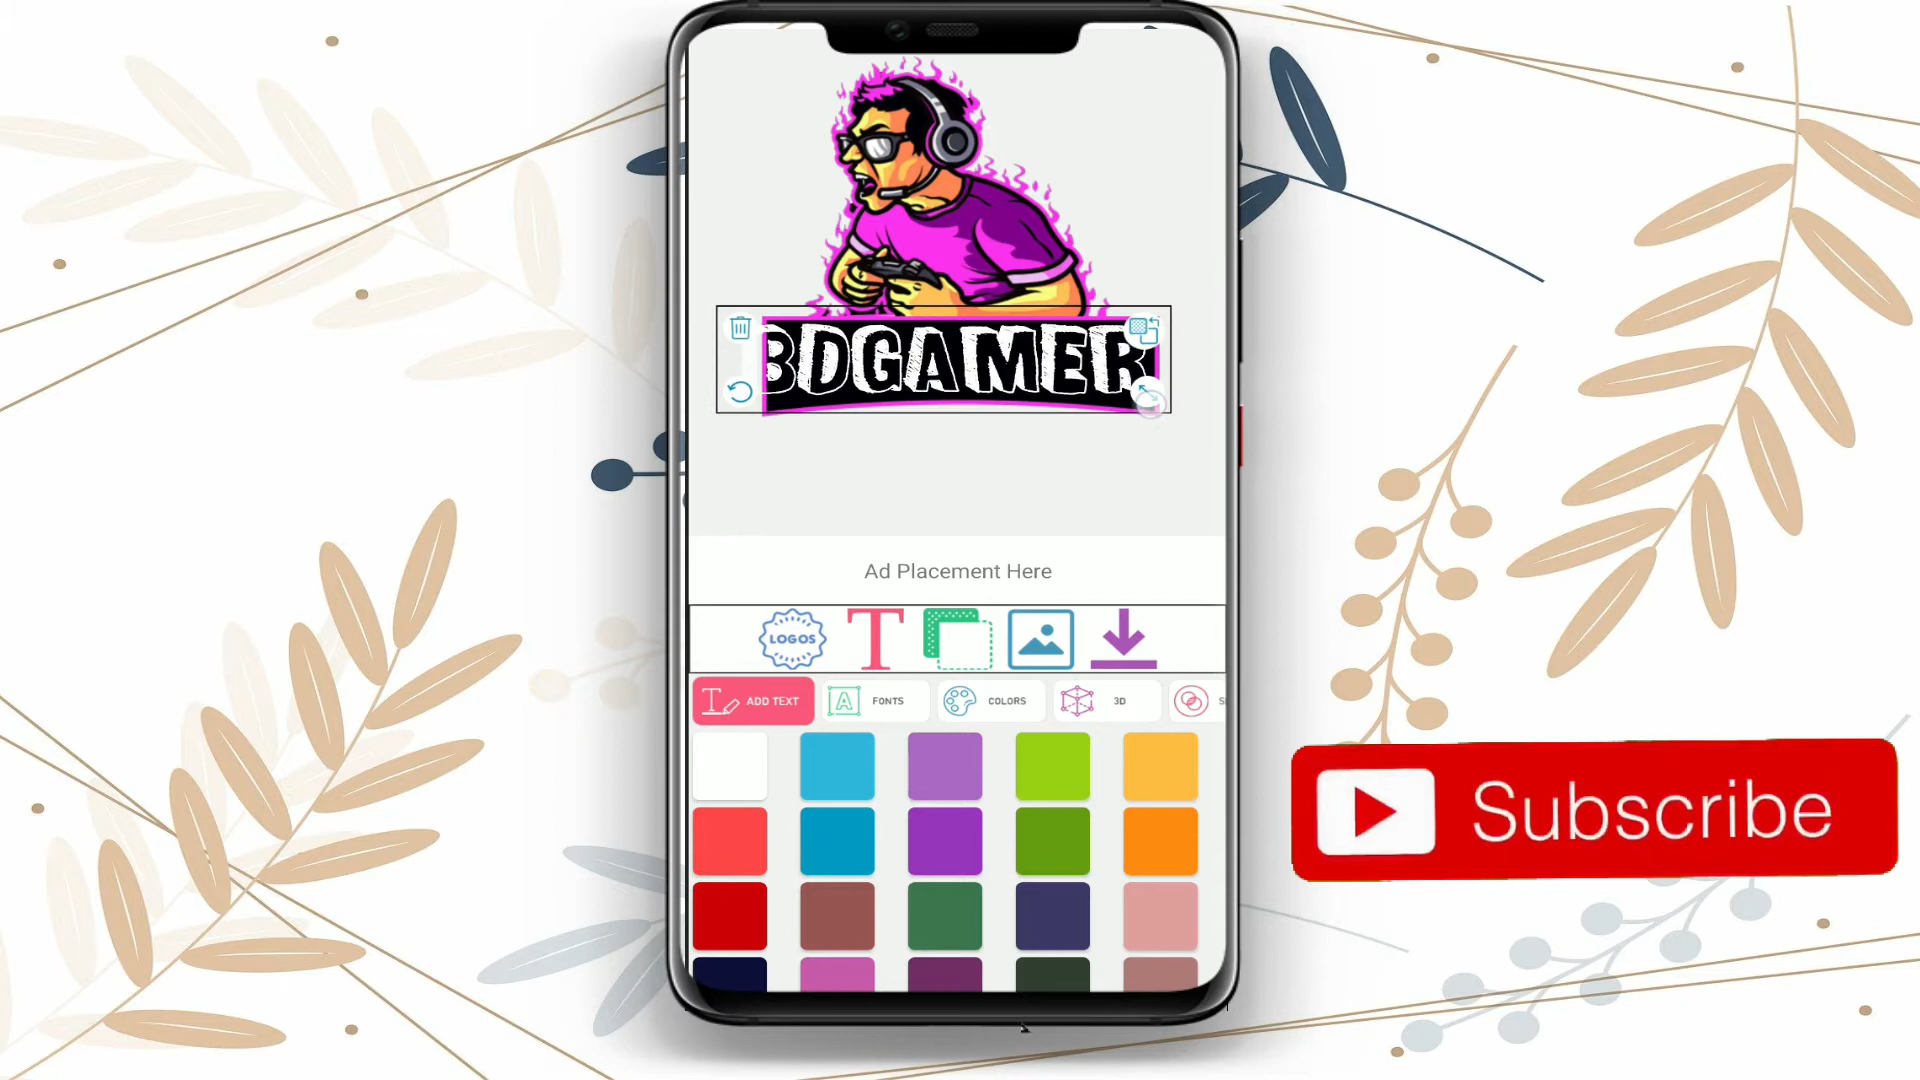 BDGAMER
Ad Placement Here
LOGOS
T
ADD TEXT
A
FONTS
COLORS
3D
Subscribe